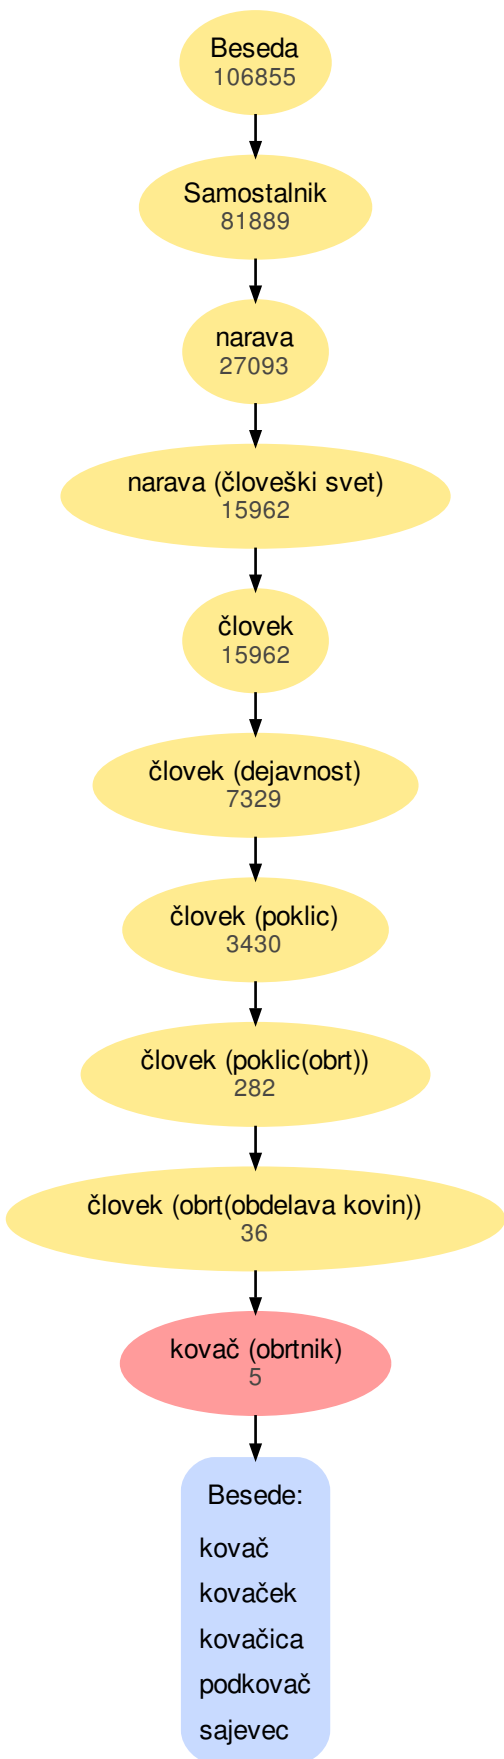 Beseda
106855
Samostalnik
81889
narava
27093
narava (človeški svet)
15962
človek
15962
človek (dejavnost)
7329
človek (poklic)
3430
človek (poklic(obrt))
282
človek (obrt(obdelava kovin))
36
kovač (obrtnik)
5
Besede:
kovač
kovaček
kovačica
podkovač
sajevec